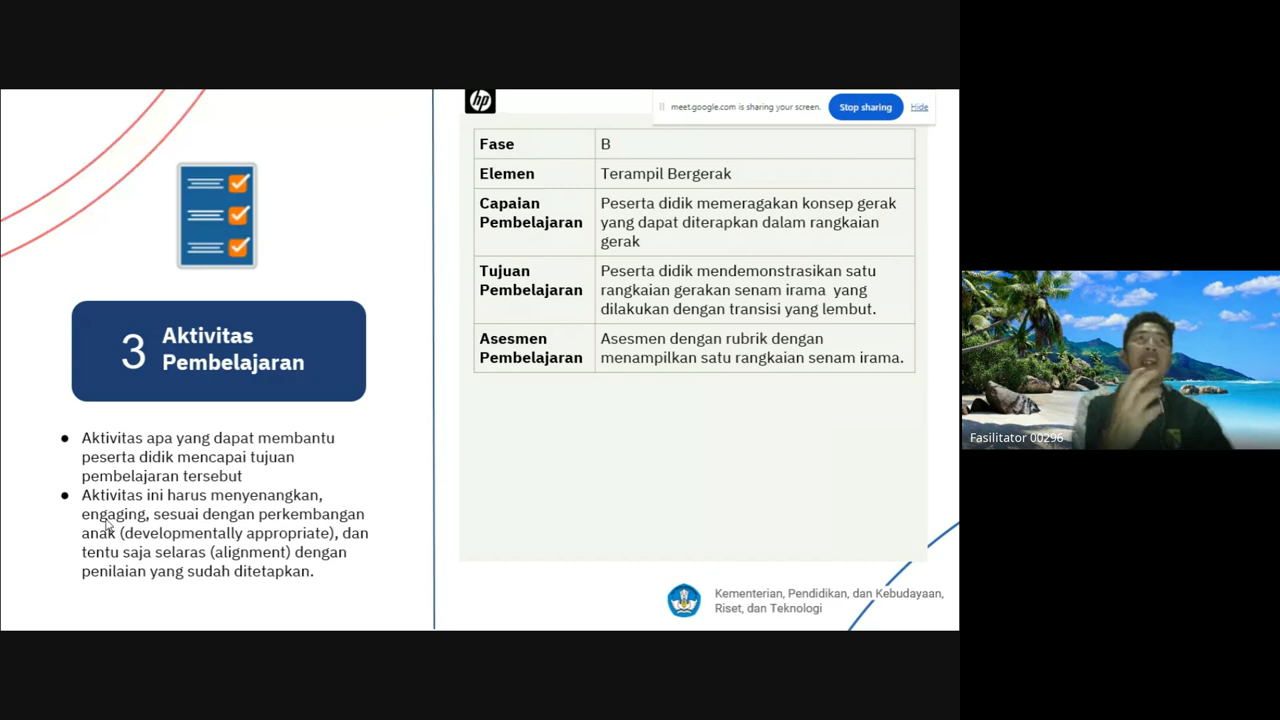 3
Aktivitas
Pembelajaran
● Aktivitas apa yang dapat membantu
peserta didik mencapai tujuan
pembelajaran tersebut
● Aktivitas ini harus menyenangkan,
engaging, sesuai dengan perkembangan
anak (developmentally appropriate), dan
tentu saja selaras (alignment) dengan
penilaian yang sudah ditetapkan.
hp
meet.google.com is sharing your screen. Stop sharing Hide
Fase B
Elemen Terampil Bergerak
Capaian Peserta didik memeragakan konsep gerak
Pembelajaran yang dapat diterapkan dalam rangkaian
gerak
Tujuan Peserta didik mendemonstrasikan satu
Pembelajaran rangkaian gerakan senam irama yang
dilakukan dengan transisi yang lembut.
Asesmen Asesmen dengan rubrik dengan
Pembelajaran menampilkan satu rangkaian senam irama.
Kementerian, Pendidikan, dan Kebudayaan,
Riset, dan Teknologi
Fasilitator 00296